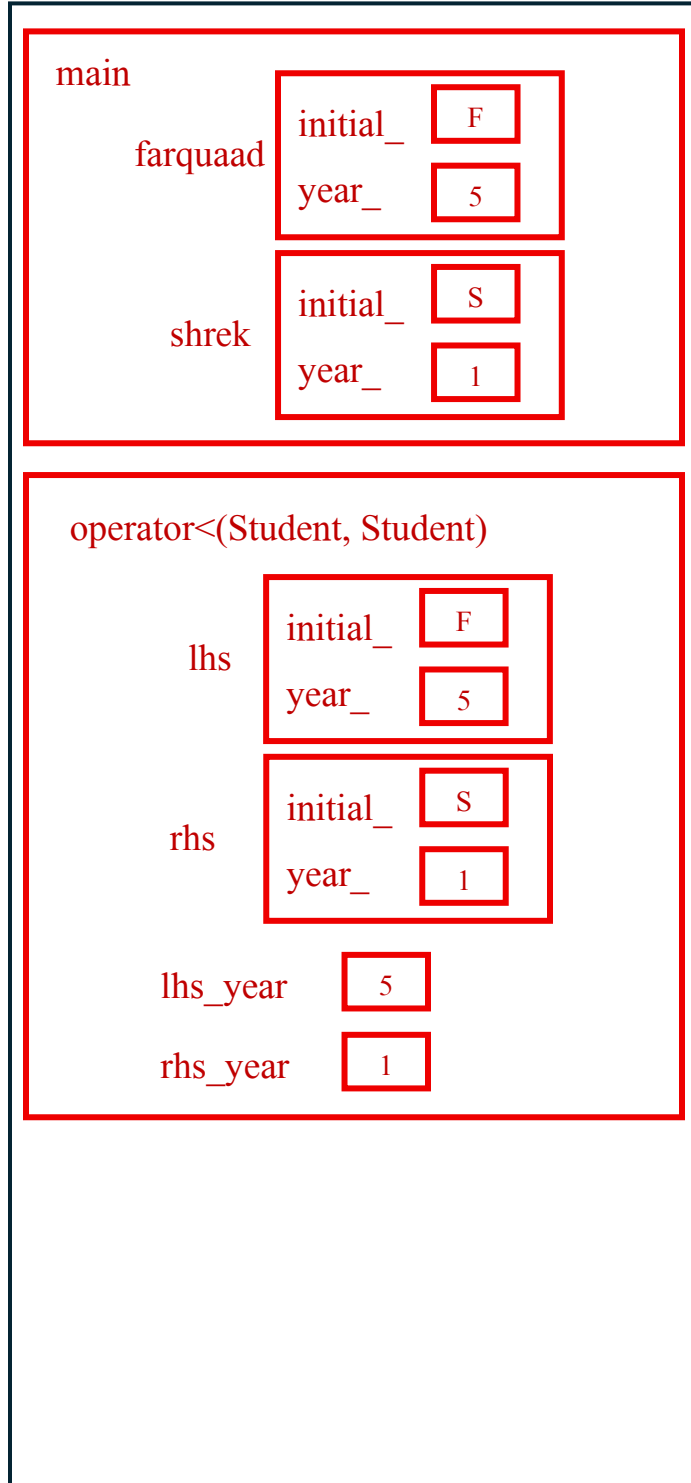 main
farquaad
initial_ F
year_ 5
shrek
initial_ S
year_ 1
operator<(Student, Student)
lhs
initial_ F
year_ 5
rhs
initial_ S
year_ 1
lhs_year 5
rhs_year 1